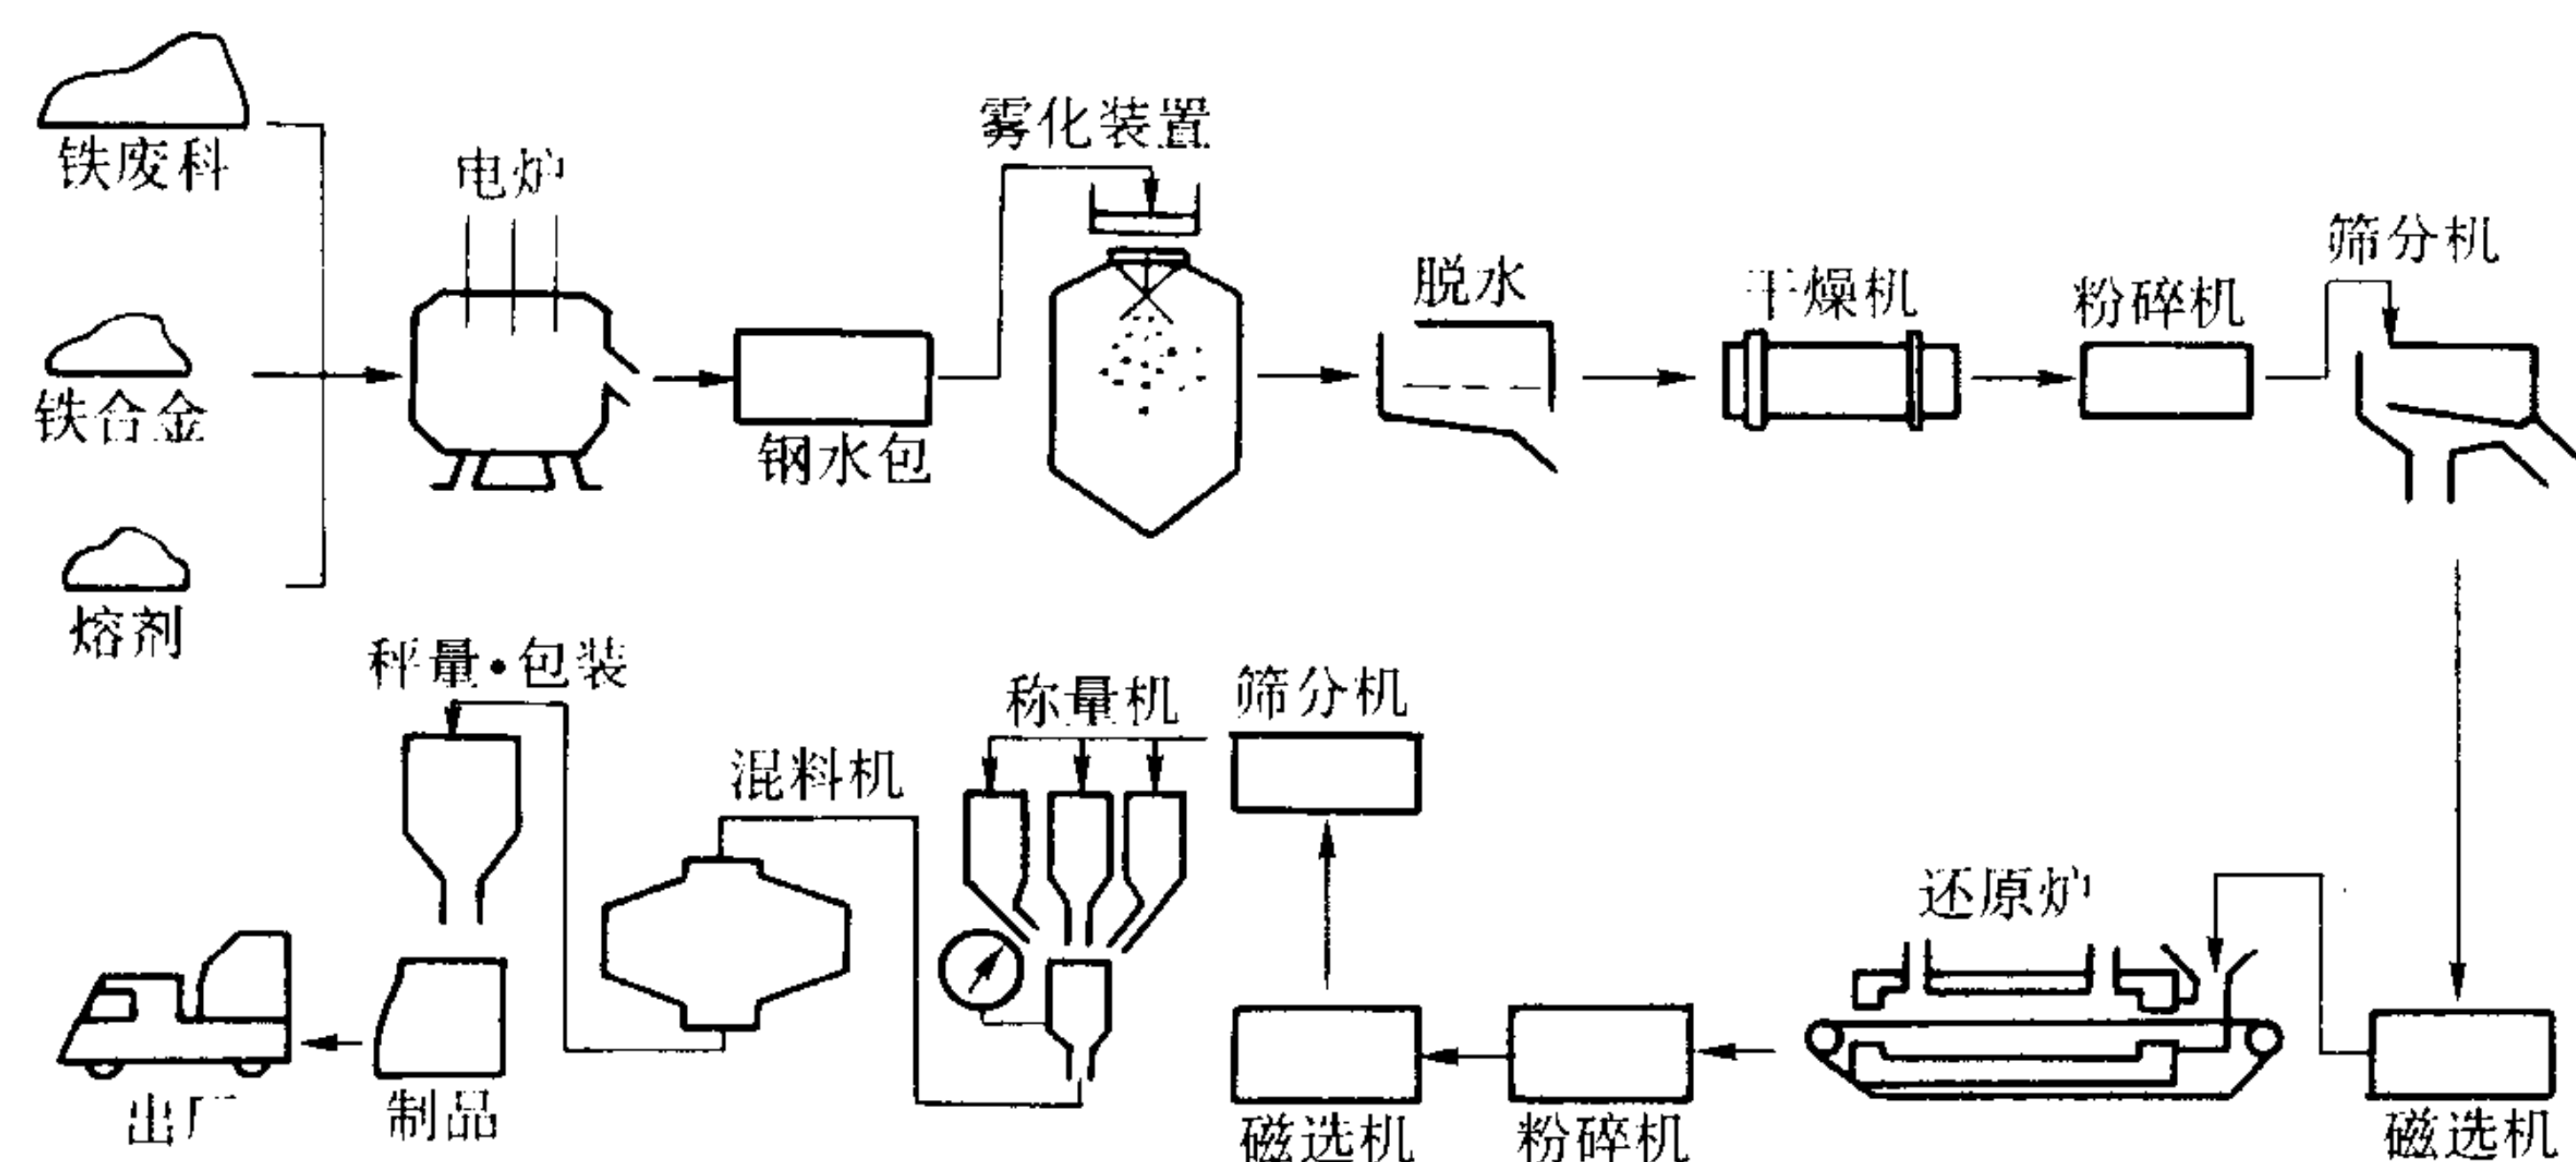 铁废科
电炉
雾化装置
脱水
干燥机
粉碎机
筛分机
铁合金
钢水包
熔剂
秤量•包装
称量机
筛分机
混料机
还原炉
出厂
制品
磁选机
粉碎机
磁选机